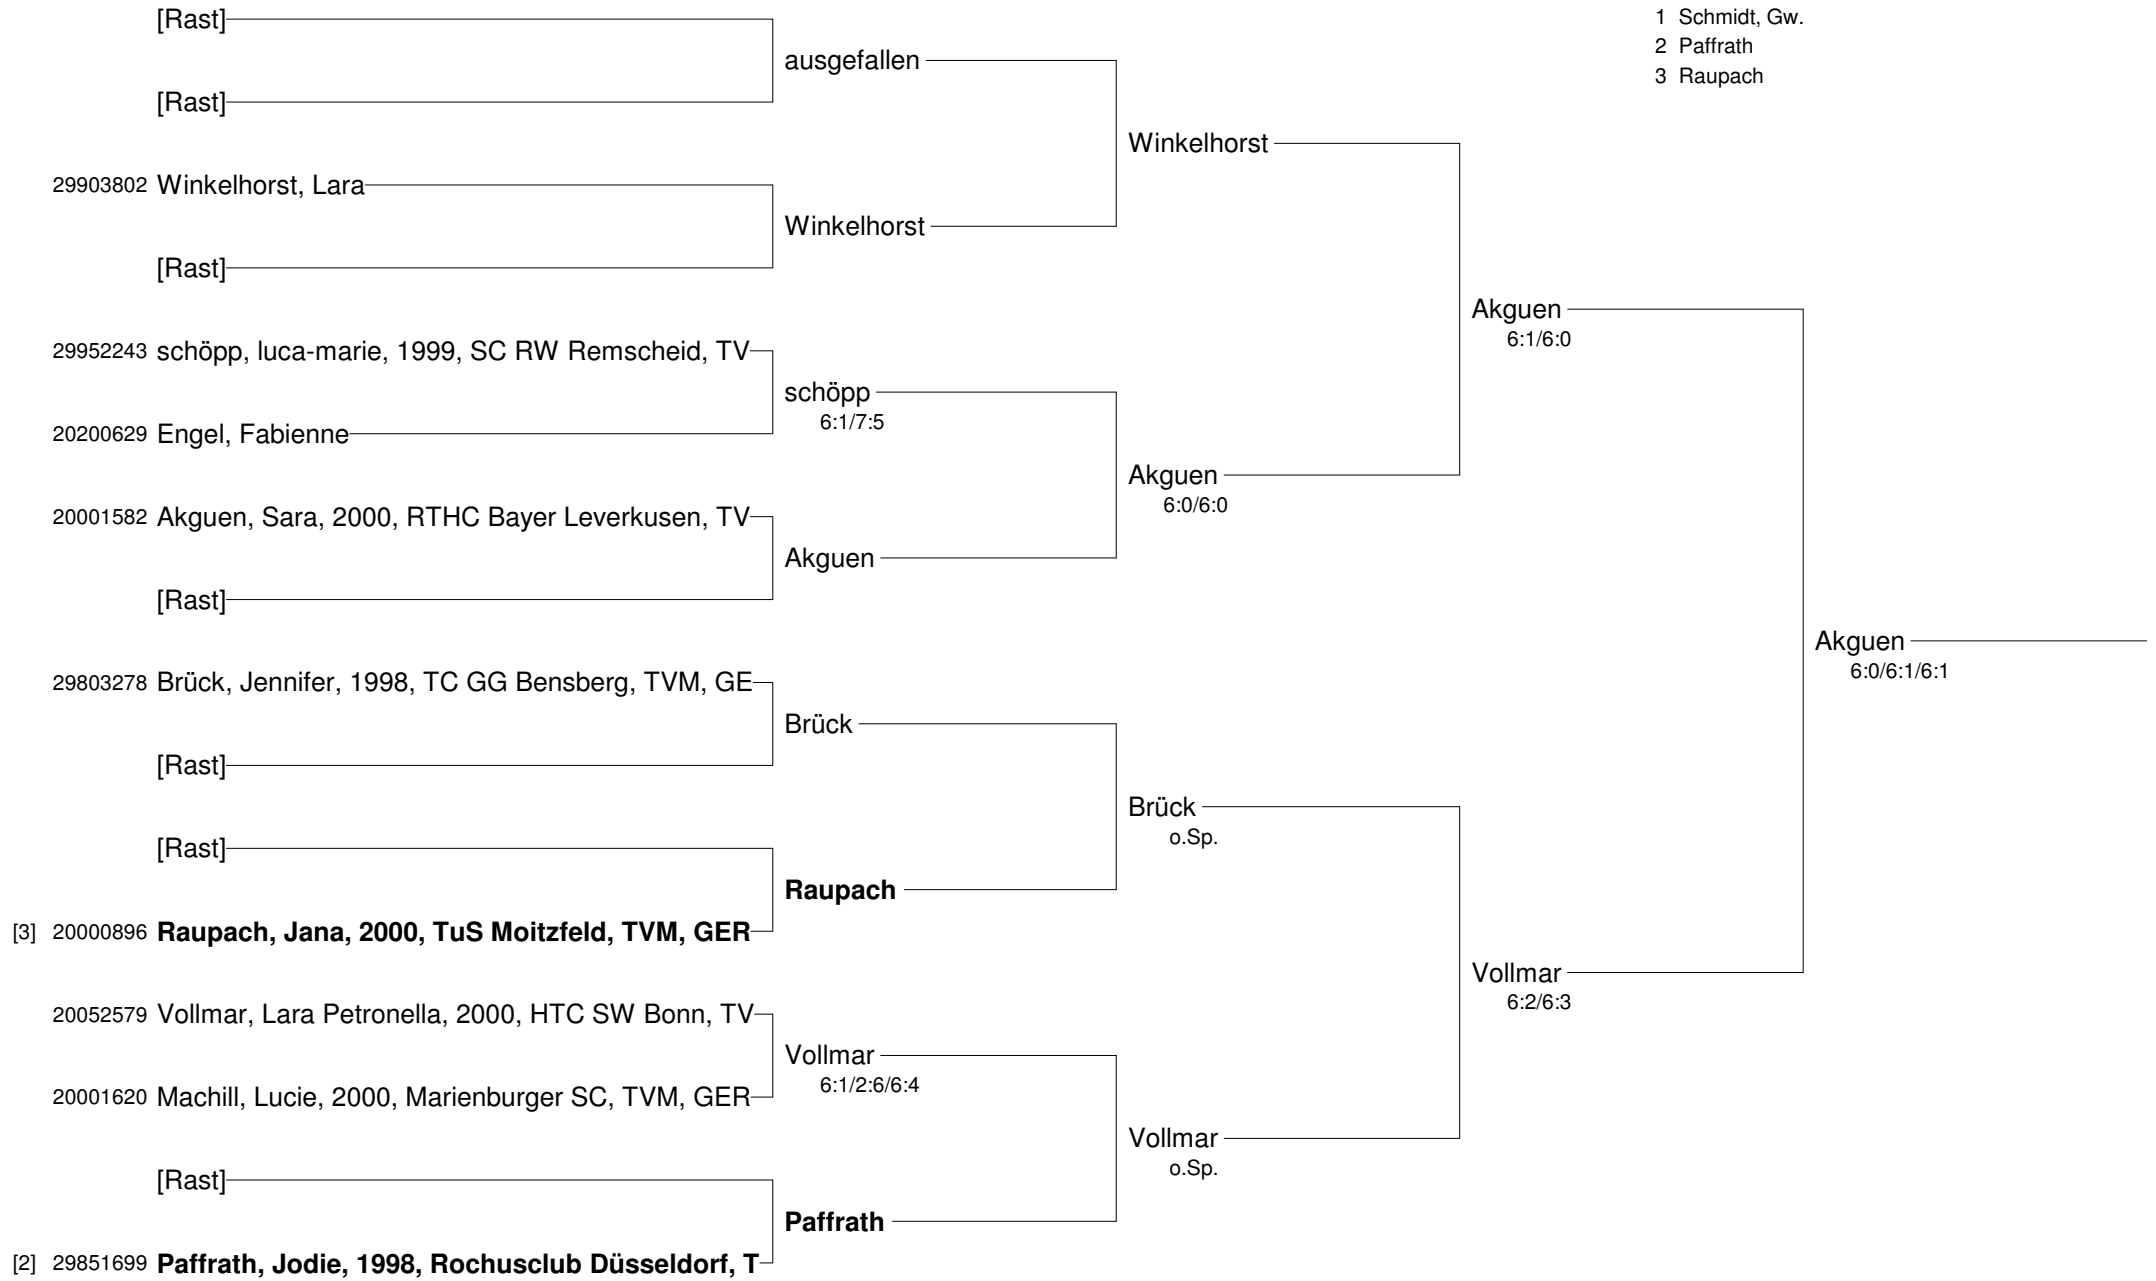 1 Schmidt, Gw.
2 Paffrath
3 Raupach
[Rast]
[Rast]
29903802 Winkelhorst, Lara
[Rast]
29952243 schöpp, luca-marie, 1999, SC RW Remscheid, TV
20200629 Engel, Fabienne
20001582 Akguen, Sara, 2000, RTHC Bayer Leverkusen, TV
[Rast]
29803278 Brück, Jennifer, 1998, TC GG Bensberg, TVM, GE
[Rast]
[Rast]
[3] 20000896 Raupach, Jana, 2000, TuS Moitzfeld, TVM, GER
20052579 Vollmar, Lara Petronella, 2000, HTC SW Bonn, TV
20001620 Machill, Lucie, 2000, Marienburger SC, TVM, GER
[Rast]
[2] 29851699 Paffrath, Jodie, 1998, Rochusclub Düsseldorf, T
ausgefallen
Winkelhorst
schöpp
6:1/7:5
Akguen
Brück
Raupach
Vollmar
6:1/2:6/6:4
Paffrath
Winkelhorst
Akguen
6:0/6:0
Brück
o.Sp.
Vollmar
o.Sp.
Akguen
6:1/6:0
Vollmar
6:2/6:3
Akguen
6:0/6:1/6:1